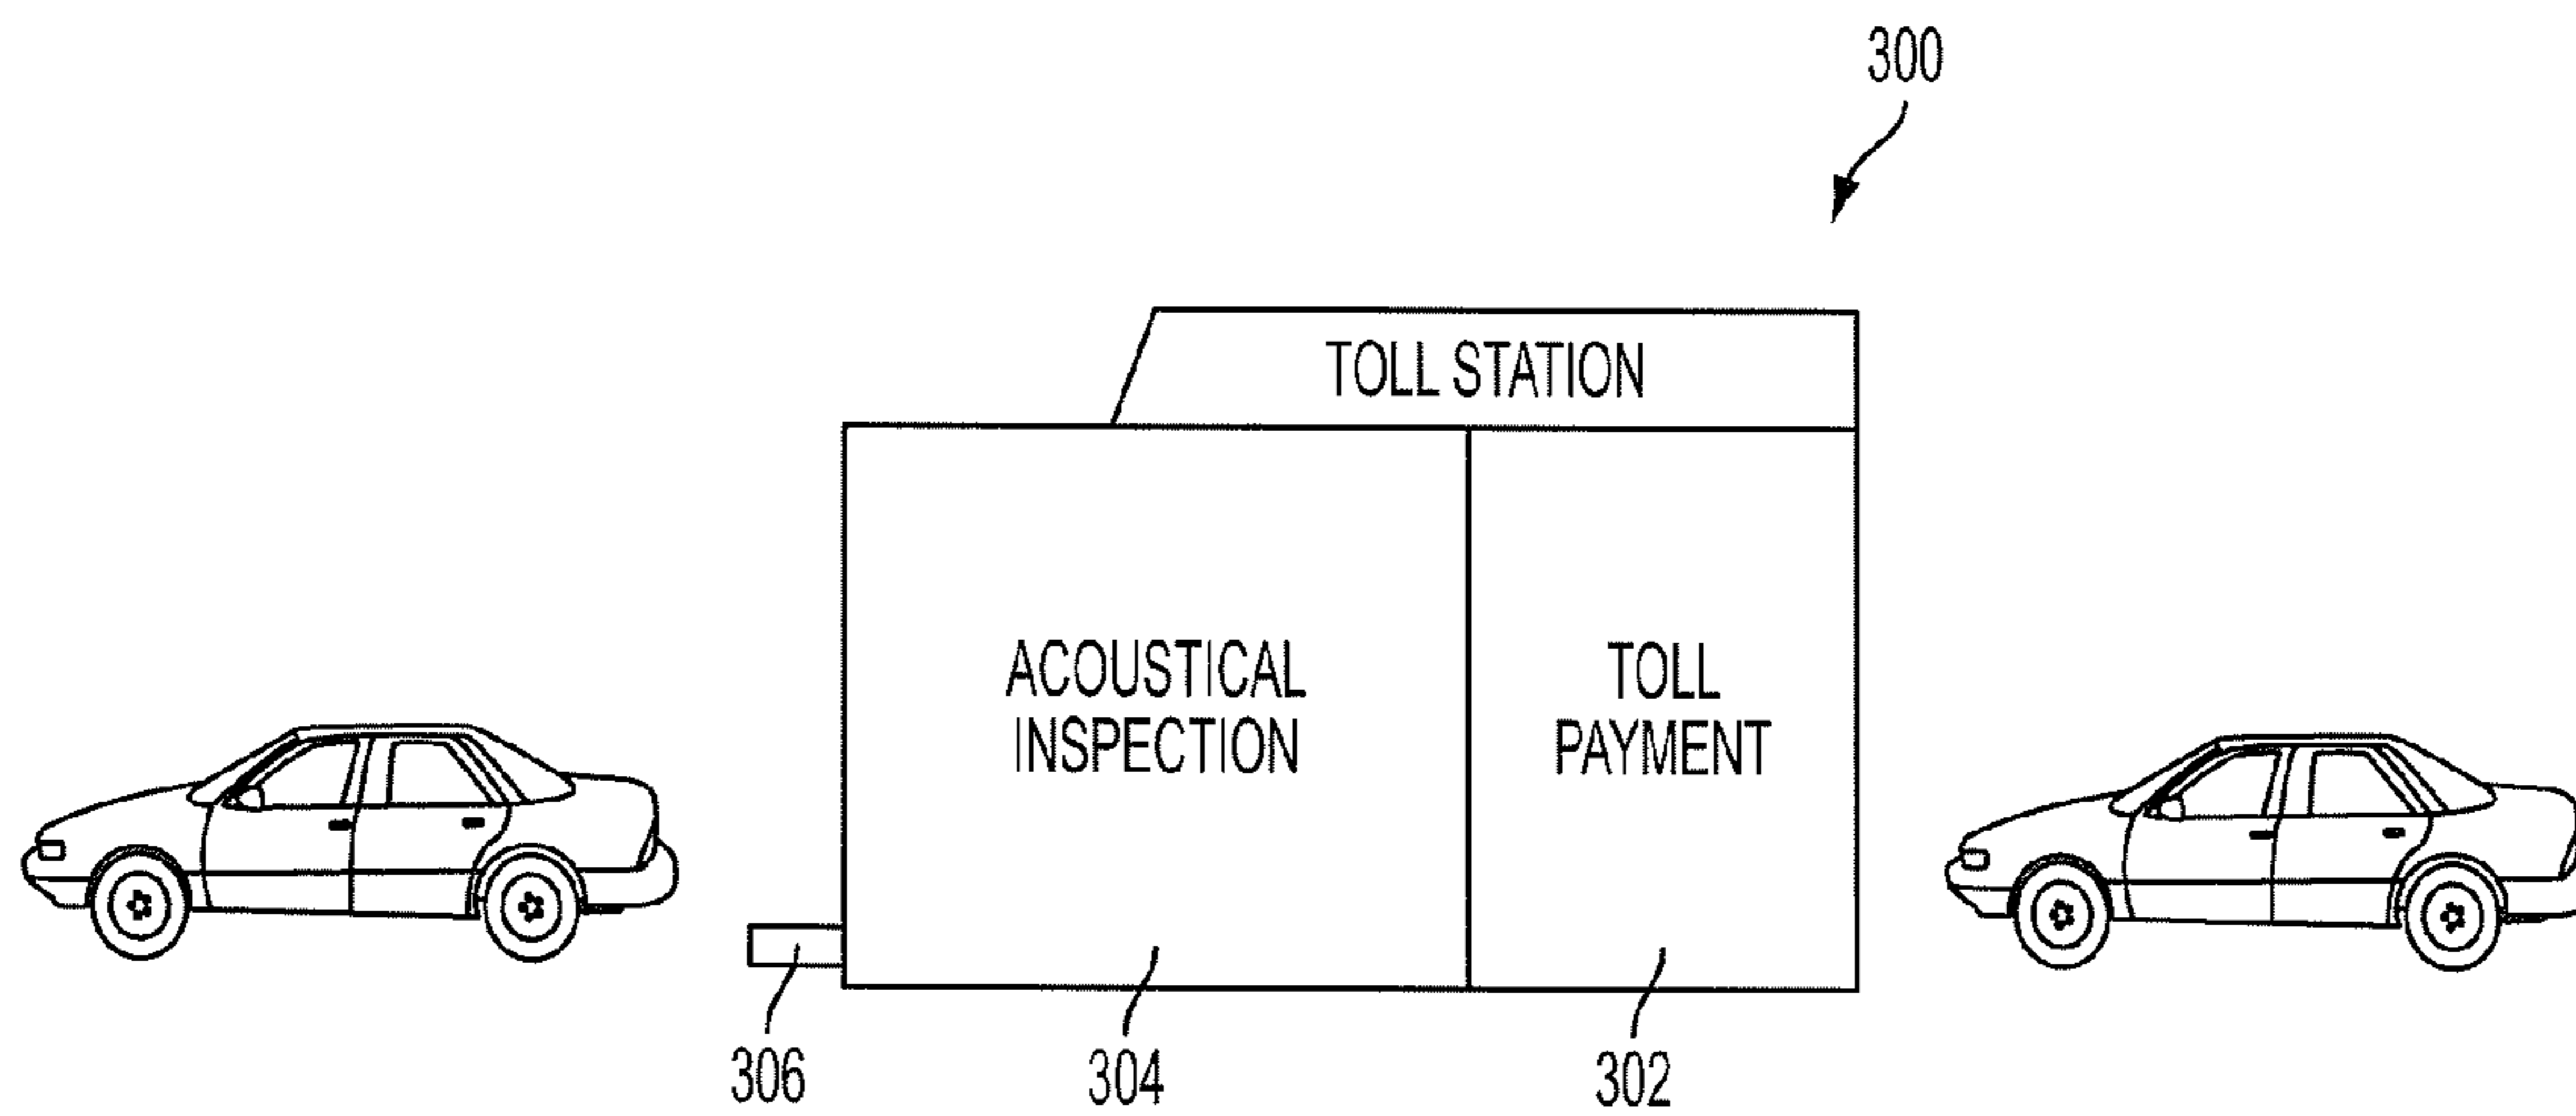 300
TOLL STATION
ACOUSTICAL
INSPECTION
TOLL
PAYMENT
306
304
302